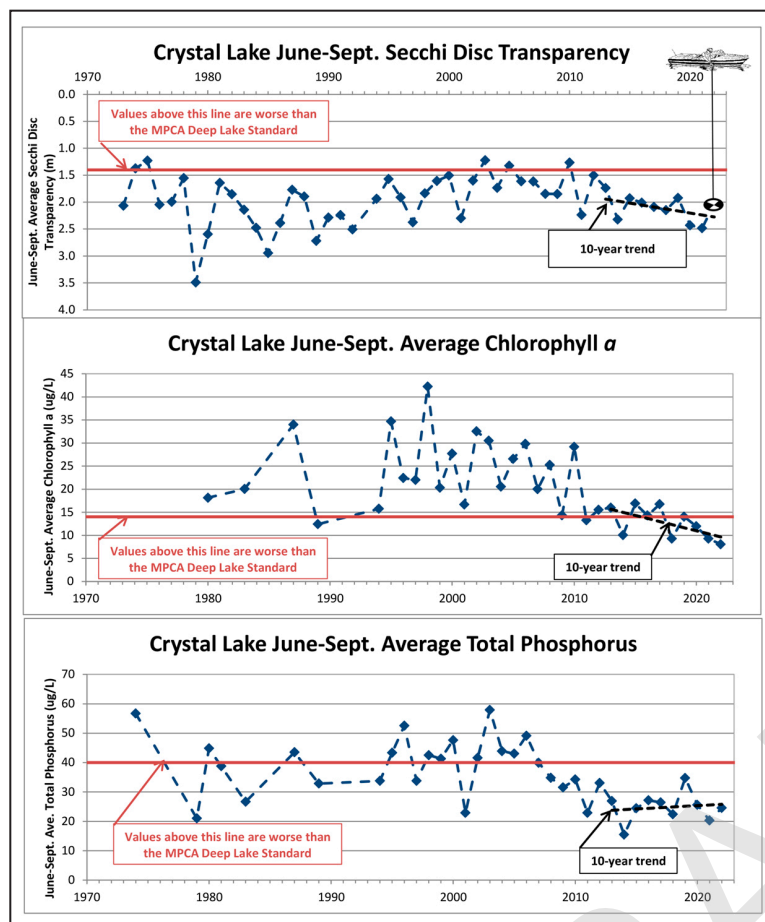 Crystal Lake June-Sept. Secchi Disc Transparency
1970 1980 1990 2000 2010 2020
0.0
0.5
1.0
1.5
2.0
2.5
3.0
3.5
4.0
June-Sept. Average Secchi Disc
Transparency (m)
Values above this line are worse than
the MPCA Deep Lake Standard
10-year trend
Crystal Lake June-Sept. Average Chlorophyll a
45
40
35
30
25
20
15
10
5
0
June-Sept. Average Chlorophyll a (ug/L)
Values above this line are worse than
the MPCA Deep Lake Standard
10-year trend
1970 1980 1990 2000 2010 2020
Crystal Lake June-Sept. Average Total Phosphorus
70
60
50
40
30
20
10
0
June-Sept. Ave. Total Phosphorus (ug/L)
Values above this line are worse than
the MPCA Deep Lake Standard
10-year trend
1970 1980 1990 2000 2010 2020